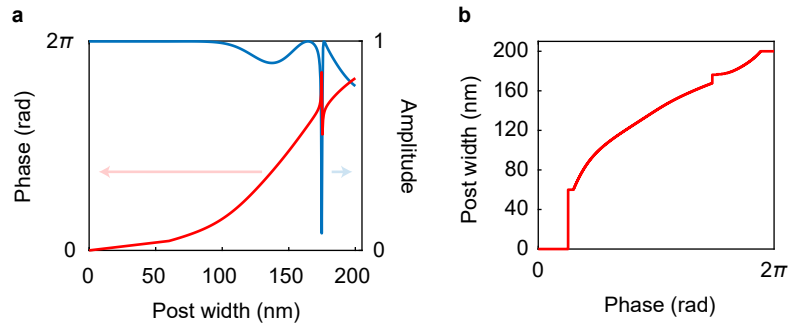 a
2π
0
Phase (rad)
1
0
Amplitude
0 50 100 150 200
Post width (nm)
b
200
160
120
80
40
0
Post width (nm)
0 2π
Phase (rad)